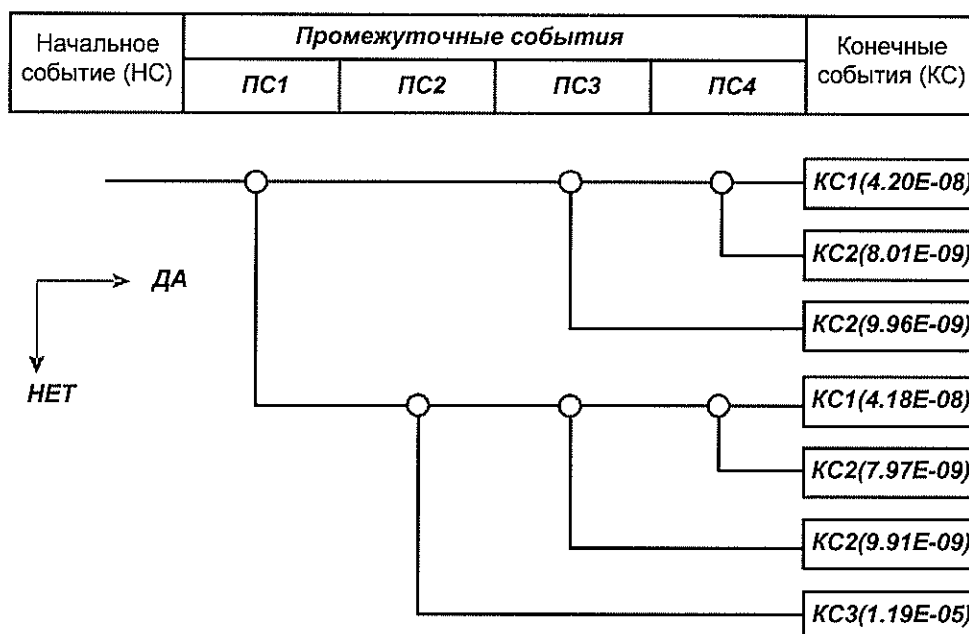 Начальное
событие (НС)
Промежуточные события
Конечные
события (КС)
ПС1
ПС2
ПС3
ПС4
КС1(4.20E-08)
КС2(8.01E-09)
ДА
КС2(9.96E-09)
НЕТ
КС1(4.18E-08)
КС2(7.97E-09)
КС2(9.91E-09)
КС3(1.19E-05)